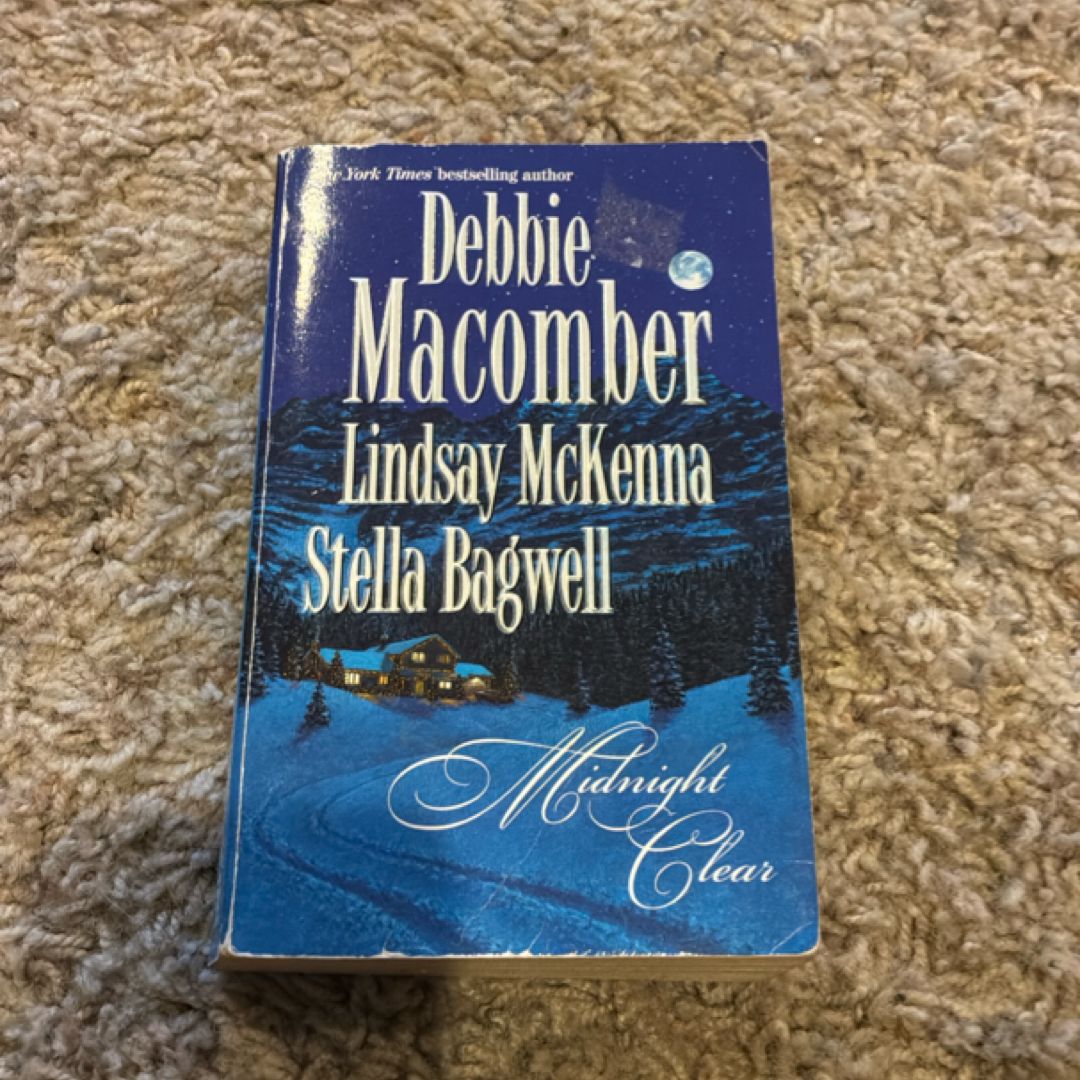 York Times bestselling author
Debbie
Macomber
Lindsay McKenna
Stella Bagwell
Midnight
Clear